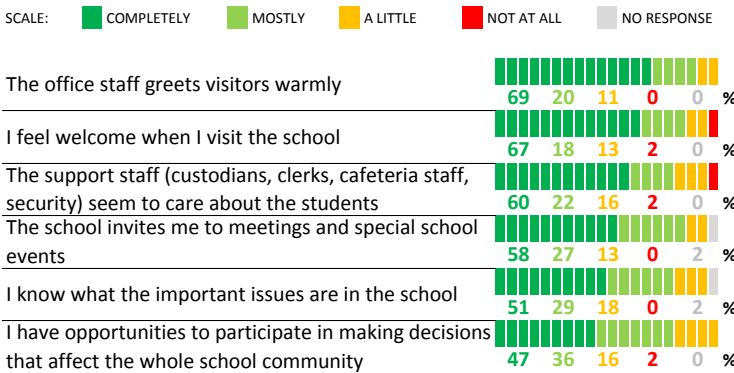 SCALE: COMPLETELY MOSTLY A LITTLE NOT AT ALL NO RESPONSE
The office staff greets visitors warmly
69 20 11 0 0 %
I feel welcome when I visit the school
67 18 13 2 0 %
The support staff (custodians, clerks, cafeteria staff,
security) seem to care about the students
60 22 16 2 0 %
The school invites me to meetings and special school
events
58 27 13 0 2 %
I know what the important issues are in the school
51 29 18 0 2 %
I have opportunities to participate in making decisions
that affect the whole school community
47 36 16 2 0 %